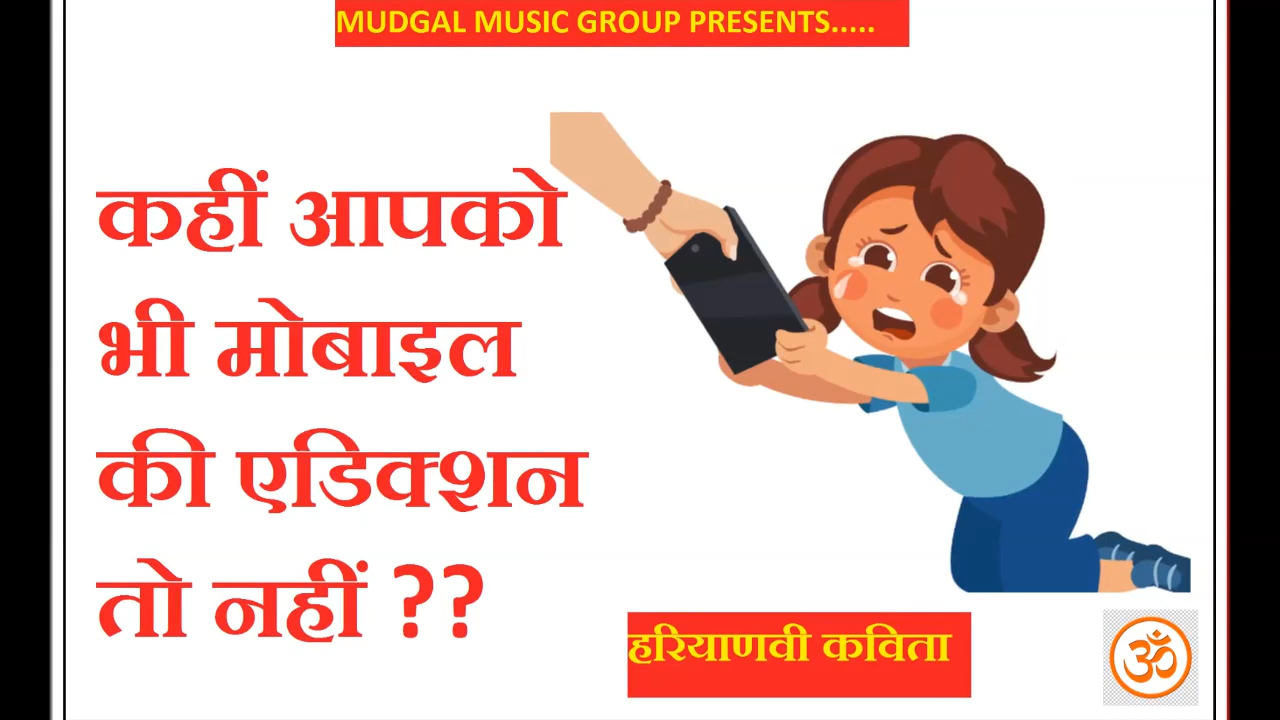 MUDGAL MUSIC GROUP PRESENTS.....
कहीं आपको
भी मोबाइल
की एडिक्शन
तो नहीं ??
हरियाणवी कविता
ॐ